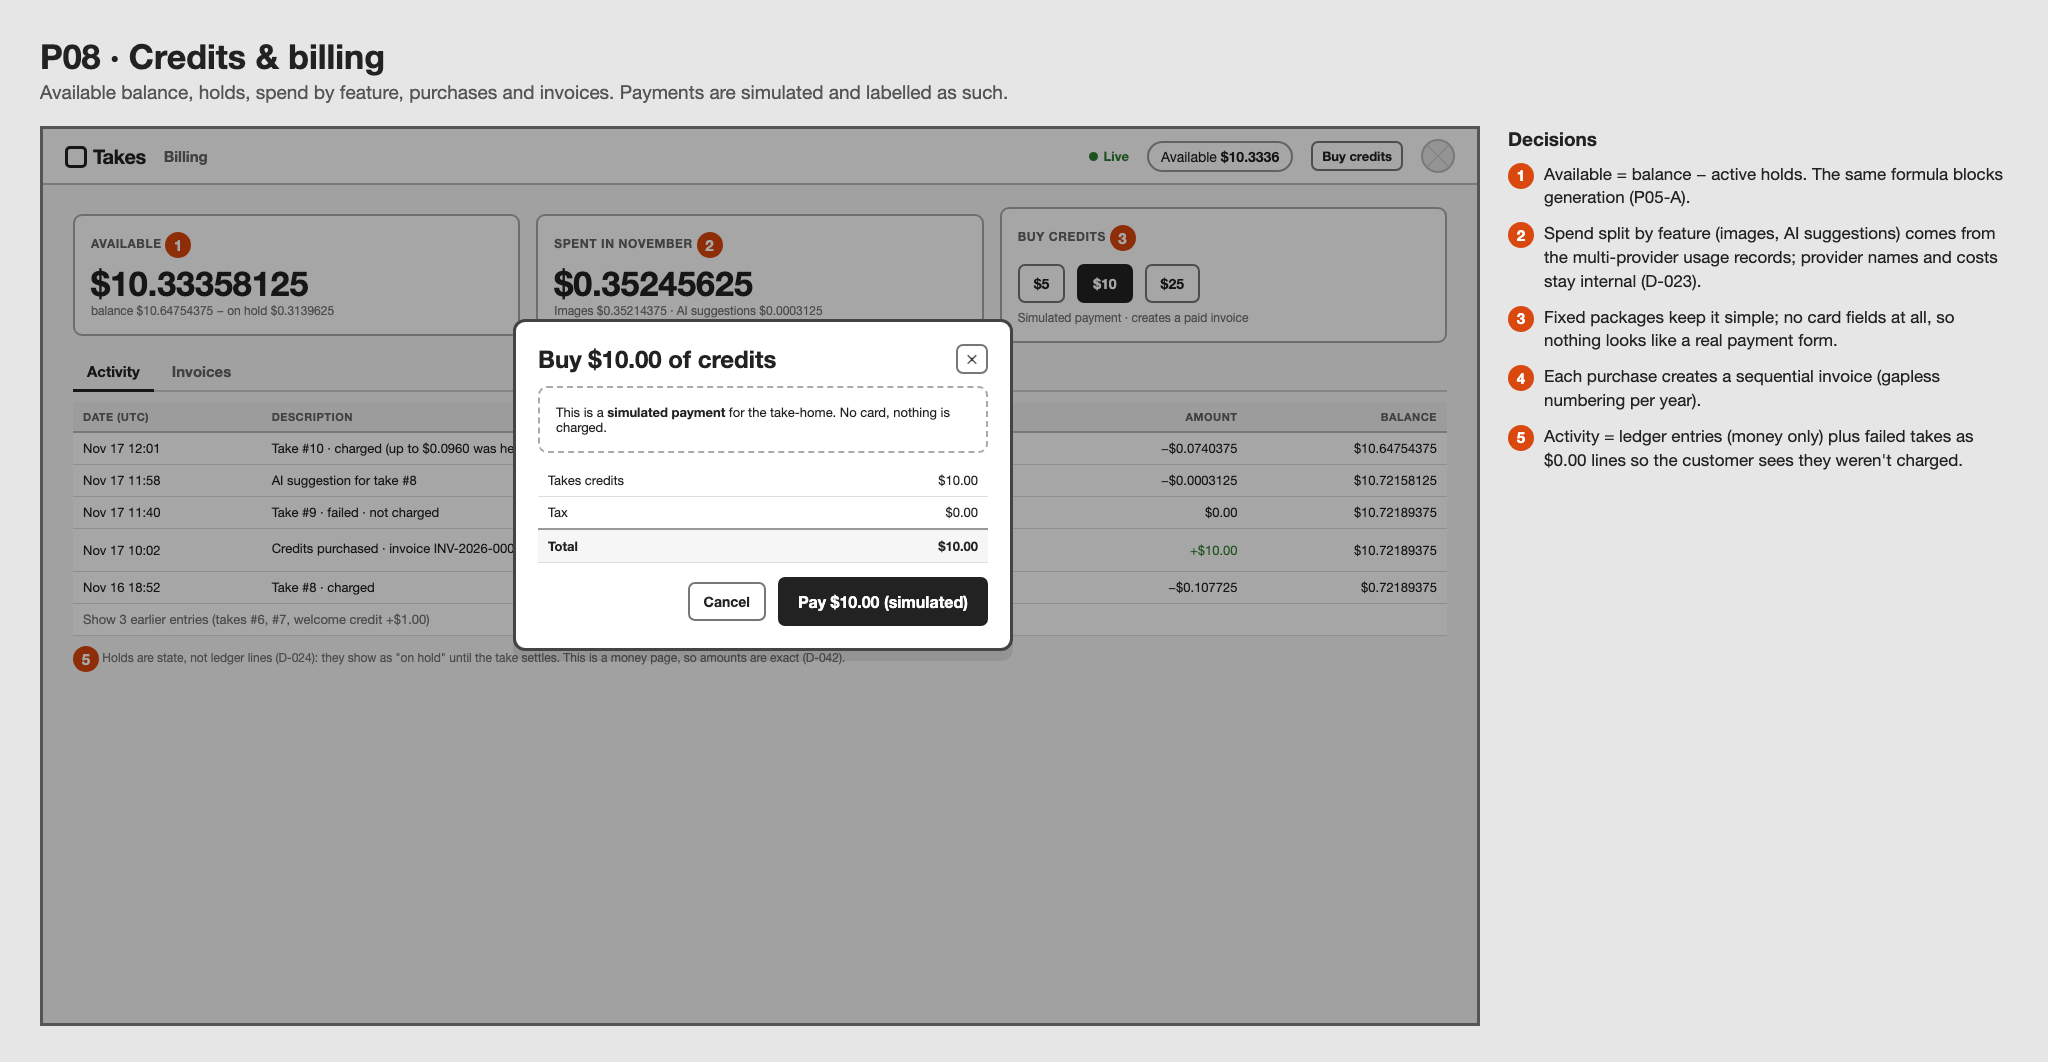 P08 · Credits & billing
Available balance, holds, spend by feature, purchases and invoices. Payments are simulated and labelled as such.
Takes Billing
Live
Available $10.3336
Buy credits
AVAILABLE 1
$10.33358125
balance $10.64754375 – on hold $0.3139625
SPENT IN NOVEMBER 2
$0.35245625
Images $0.35214375 · AI suggestions $0.0003125
BUY CREDITS 3
$5 $10 $25
Simulated payment · creates a paid invoice
Activity Invoices
DATE (UTC) DESCRIPTION AMOUNT BALANCE
Nov 17 12:01 Take #10 · charged (up to $0.0960 was he −$0.0740375 $10.64754375
Nov 17 11:58 AI suggestion for take #8 −$0.0003125 $10.72158125
Nov 17 11:40 Take #9 · failed · not charged $0.00 $10.72189375
Nov 17 10:02 Credits purchased · invoice INV-2026-000 +$10.00 $10.72189375
Nov 16 18:52 Take #8 · charged −$0.107725 $0.72189375
Show 3 earlier entries (takes #6, #7, welcome credit +$1.00)
5 Holds are state, not ledger lines (D-024): they show as "on hold" until the take settles. This is a money page, so amounts are exact (D-042).
Buy $10.00 of credits
×
This is a simulated payment for the take-home. No card, nothing is
charged.
Takes credits $10.00
Tax $0.00
Total $10.00
Cancel
Pay $10.00 (simulated)
Decisions
1 Available = balance − active holds. The same formula blocks
generation (P05-A).
2 Spend split by feature (images, AI suggestions) comes from
the multi-provider usage records; provider names and costs
stay internal (D-023).
3 Fixed packages keep it simple; no card fields at all, so
nothing looks like a real payment form.
4 Each purchase creates a sequential invoice (gapless
numbering per year).
5 Activity = ledger entries (money only) plus failed takes as
$0.00 lines so the customer sees they weren't charged.